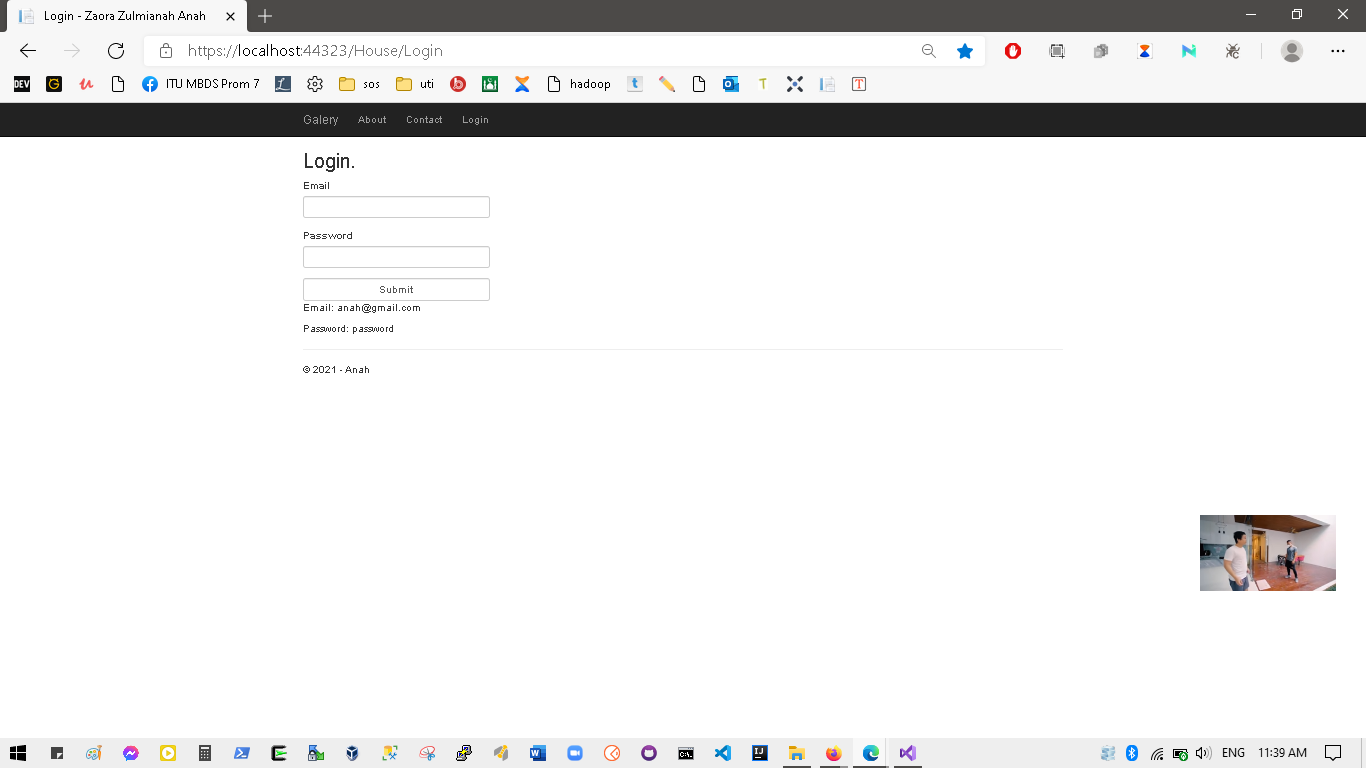 Login - Zaora Zulmianah Anah
https://localhost:44323/House/Login
DEV G ITU MBDS Prom 7 sos uti hadoop t T T
Galery About Contact Login
Login.
Email
Password
Submit
Email: anah@gmail.com
Password: password
© 2021 - Anah
ENG 11:39 AM